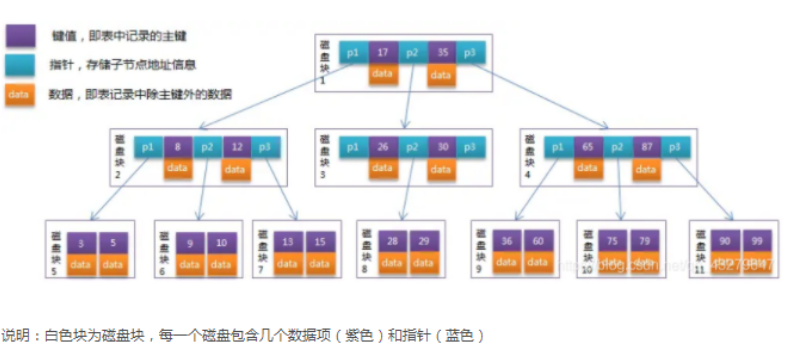 键值，即表中记录的主键
指针，存储子节点地址信息
data 数据，即表记录中除主键外的数据
磁盘块1 p1 17 p2 35 p3
data data
磁盘块2 p1 8 p2 12 p3
data data
磁盘块3 p1 26 p2 30 p3
data data
磁盘块4 p1 65 p2 87 p3
data data
磁盘块5 3 5
data data
磁盘块6 9 10
data data
磁盘块7 13 15
data data
磁盘块8 28 29
data data
磁盘块9 36 60
data data
磁盘块10 75 79
data data
磁盘块11 90 99
data data
说明：白色块为磁盘块，每一个磁盘包含几个数据项（紫色）和指针（蓝色）